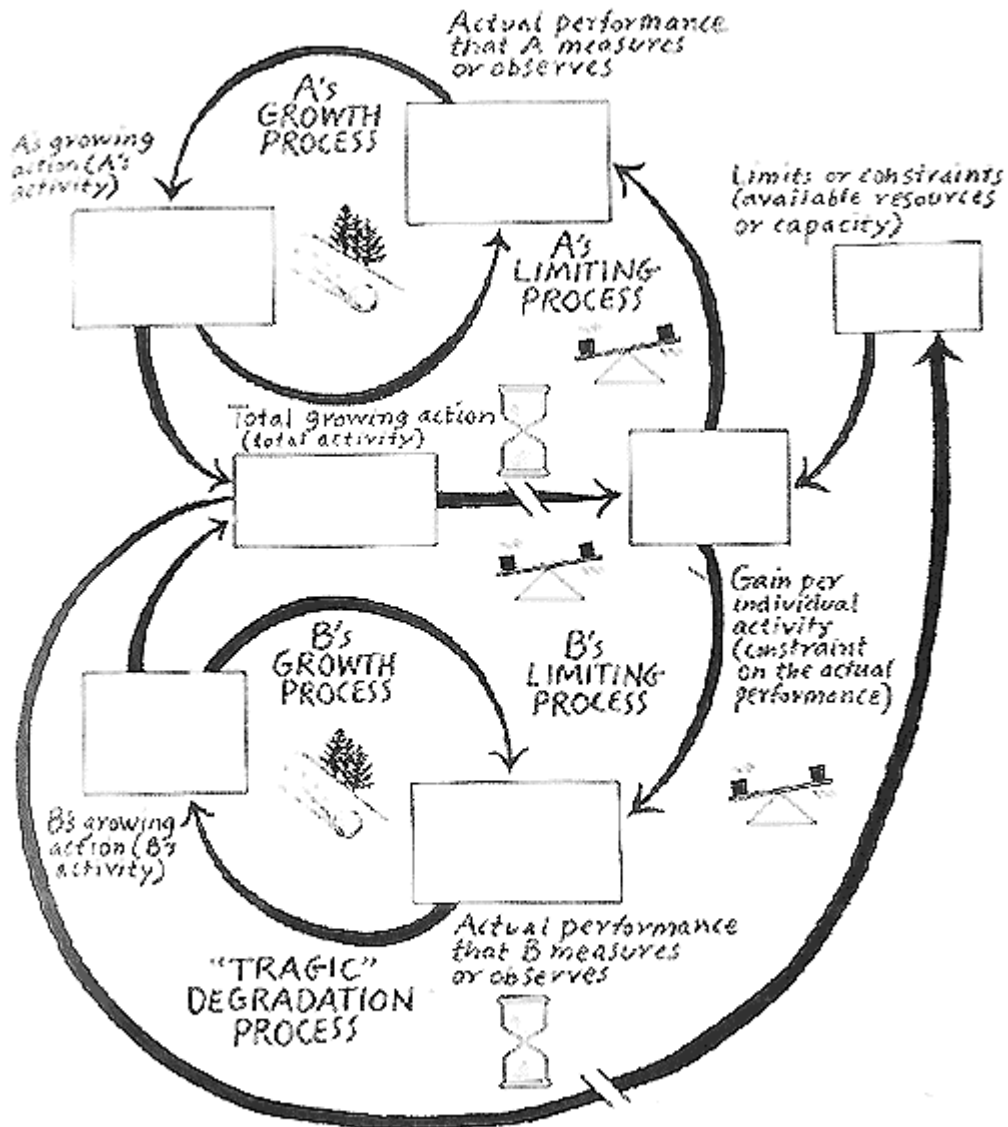 Actual performance
that A measures
or observes
A's
GROWTH
PROCESS
A's growing
action (A's
activity)
Limits or constraints
(available resources
or capacity)
A's
LIMITING
PROCESS
Total growing action
(total activity)
Gain per
individual
activity
(constraint
on the actual
performance)
B's
GROWTH
PROCESS
B's
LIMITING
PROCESS
B's growing
action (B's
activity)
Actual performance
that B measures
or observes
"TRAGIC"
DEGRADATION
PROCESS